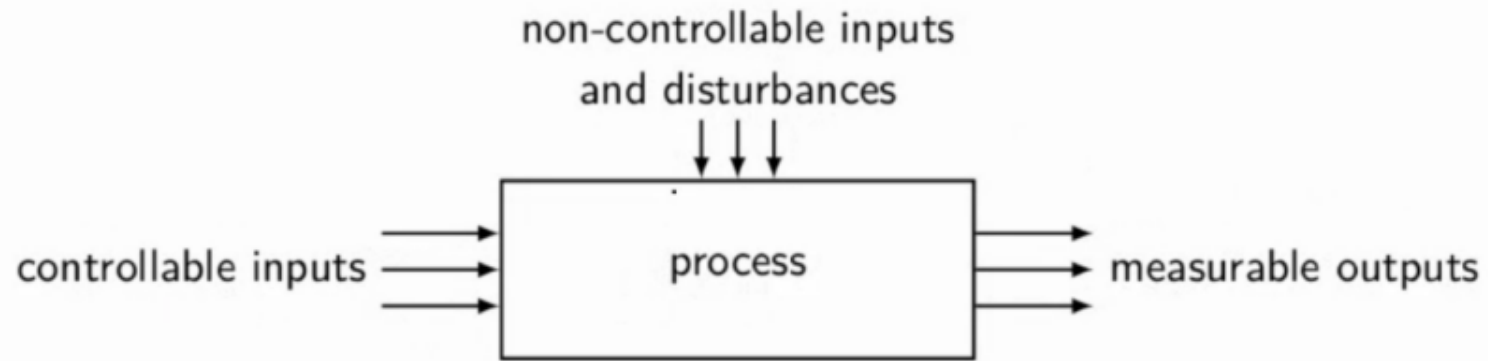 non-controllable inputs
and disturbances
controllable inputs
process
measurable outputs